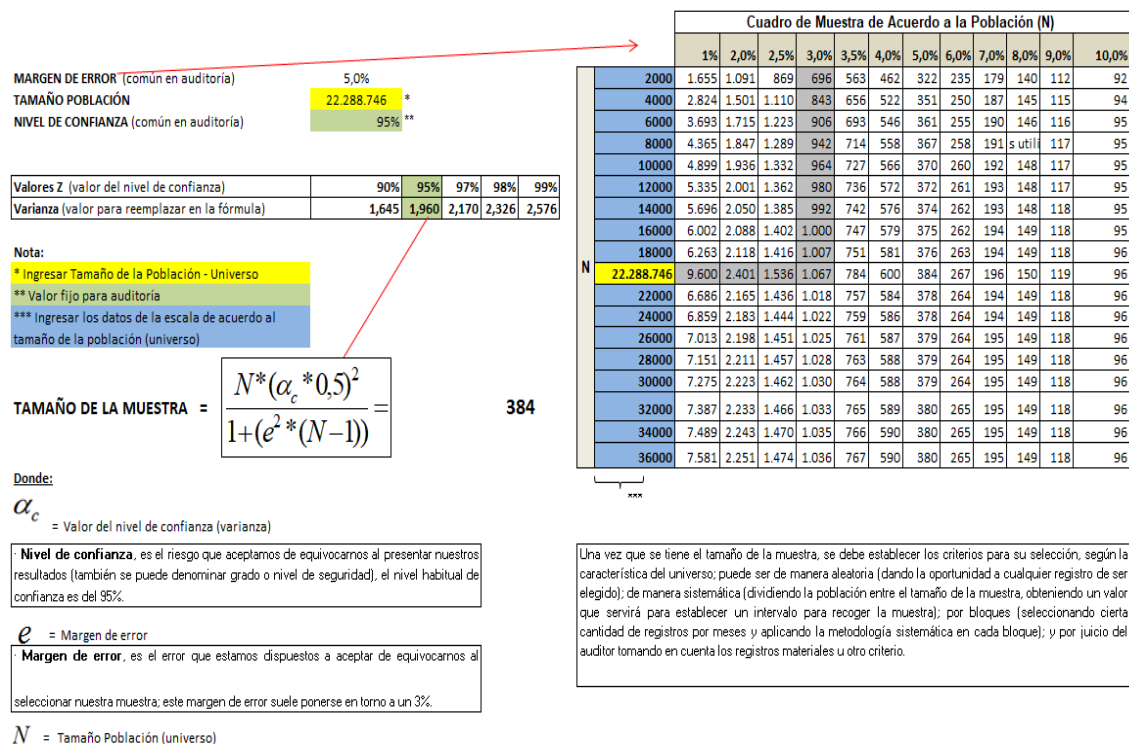 Cuadro de Muestra de Acuerdo a la Población (N)
1% 2,0% 2,5% 3,0% 3,5% 4,0% 5,0% 6,0% 7,0% 8,0% 9,0% 10,0%
MARGEN DE ERROR (común en auditoría) 5,0%
TAMAÑO POBLACIÓN 22.288.746 *
NIVEL DE CONFIANZA (común en auditoría) 95% **
Valores Z (valor del nivel de confianza) 90% 95% 97% 98% 99%
Varianza (valor para reemplazar en la fórmula) 1,645 1,960 2,170 2,326 2,576
Nota:
* Ingresar Tamaño de la Población - Universo
** Valor fijo para auditoría
*** Ingresar los datos de la escala de acuerdo al
tamaño de la población (universo)
TAMAÑO DE LA MUESTRA = N*(α_c*0,5)² / 1+(e²*(N−1)) = 384
Donde:
α_c = Valor del nivel de confianza (varianza)
· Nivel de confianza, es el riesgo que aceptamos de equivocarnos al presentar nuestros
resultados (también se puede denominar grado o nivel de seguridad), el nivel habitual de
confianza es del 95%.
e = Margen de error
· Margen de error, es el error que estamos dispuestos a aceptar de equivocarnos al
seleccionar nuestra muestra; este margen de error suele ponerse en torno a un 3%.
N = Tamaño Población (universo)
N
2000 1.655 1.091 869 696 563 462 322 235 179 140 112 92
4000 2.824 1.501 1.110 843 656 522 351 250 187 145 115 94
6000 3.693 1.715 1.223 906 693 546 361 255 190 146 116 95
8000 4.365 1.847 1.289 942 714 558 367 258 191 s utili 117 95
10000 4.899 1.936 1.332 964 727 566 370 260 192 148 117 95
12000 5.335 2.001 1.362 980 736 572 372 261 193 148 117 95
14000 5.696 2.050 1.385 992 742 576 374 262 193 148 118 95
16000 6.002 2.088 1.402 1.000 747 579 375 262 194 148 118 95
18000 6.263 2.118 1.416 1.007 751 581 376 263 194 149 118 96
22.288.746 9.600 2.401 1.536 1.067 784 600 384 267 196 150 119 96
22000 6.686 2.165 1.436 1.018 757 584 378 264 194 149 118 96
24000 6.859 2.183 1.444 1.022 759 586 378 264 194 149 118 96
26000 7.013 2.198 1.451 1.025 761 587 379 264 195 149 118 96
28000 7.151 2.211 1.457 1.028 763 588 379 264 195 149 118 96
30000 7.275 2.223 1.462 1.030 764 588 379 264 195 149 118 96
32000 7.387 2.233 1.466 1.033 765 589 380 265 195 149 118 96
34000 7.489 2.243 1.470 1.035 766 590 380 265 195 149 118 96
36000 7.581 2.251 1.474 1.036 767 590 380 265 195 149 118 96
***
Una vez que se tiene el tamaño de la muestra, se debe establecer los criterios para su selección, según la
característica del universo; puede ser de manera aleatoria (dando la oportunidad a cualquier registro de ser
elegido); de manera sistemática (dividiendo la población entre el tamaño de la muestra, obteniendo un valor
que servirá para establecer un intervalo para recoger la muestra); por bloques (seleccionando cierta
cantidad de registros por meses y aplicando la metodología sistemática en cada bloque); y por juicio del
auditor tomando en cuenta los registros materiales u otro criterio.